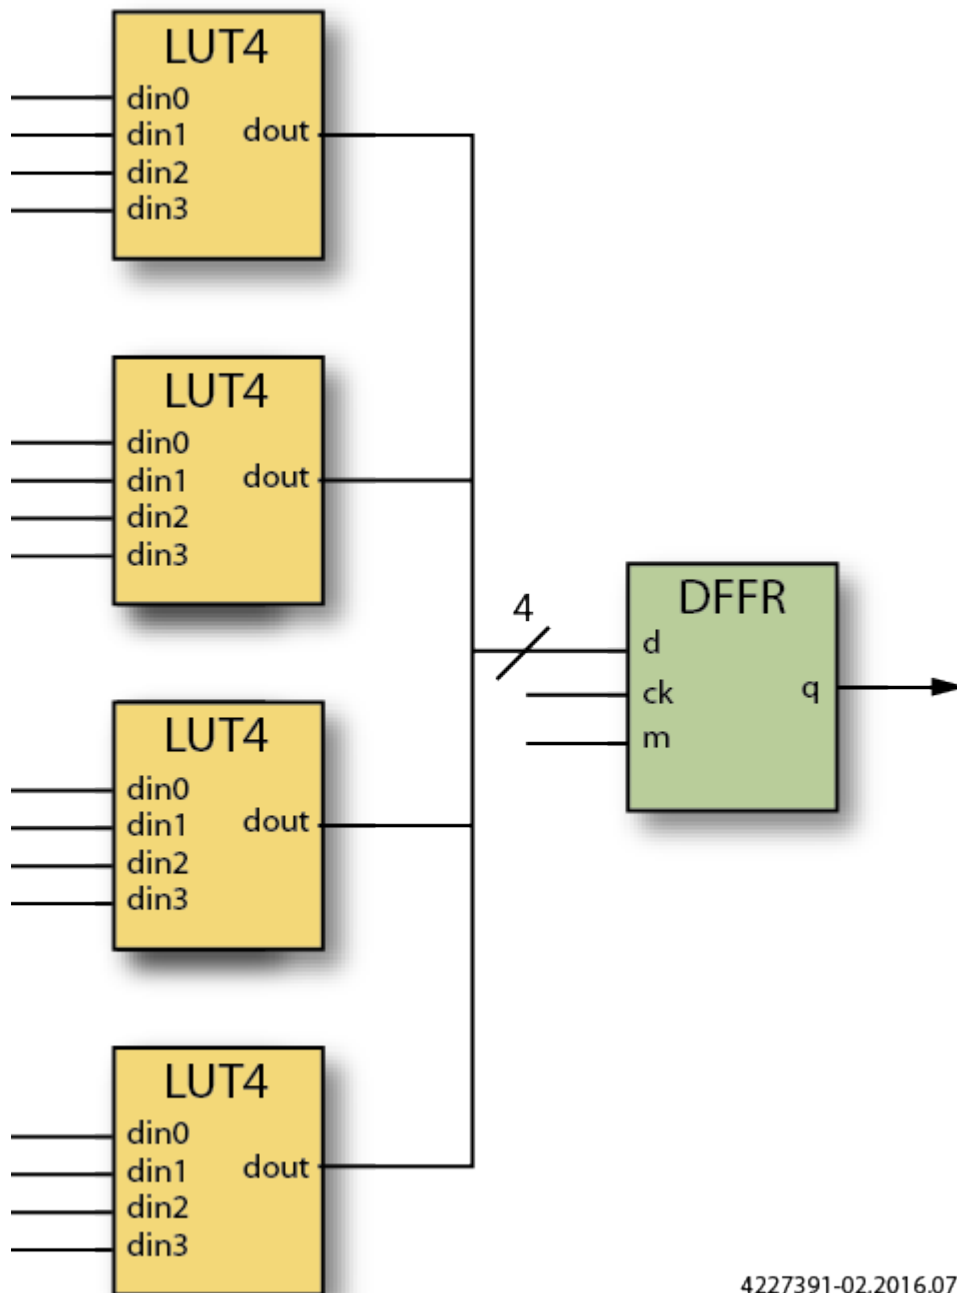 LUT4
din0
din1
dout
din2
din3
LUT4
din0
din1
dout
din2
din3
4
DFFR
d
ck
q
m
LUT4
din0
din1
dout
din2
din3
LUT4
din0
din1
dout
din2
din3
4227391-02.2016.07